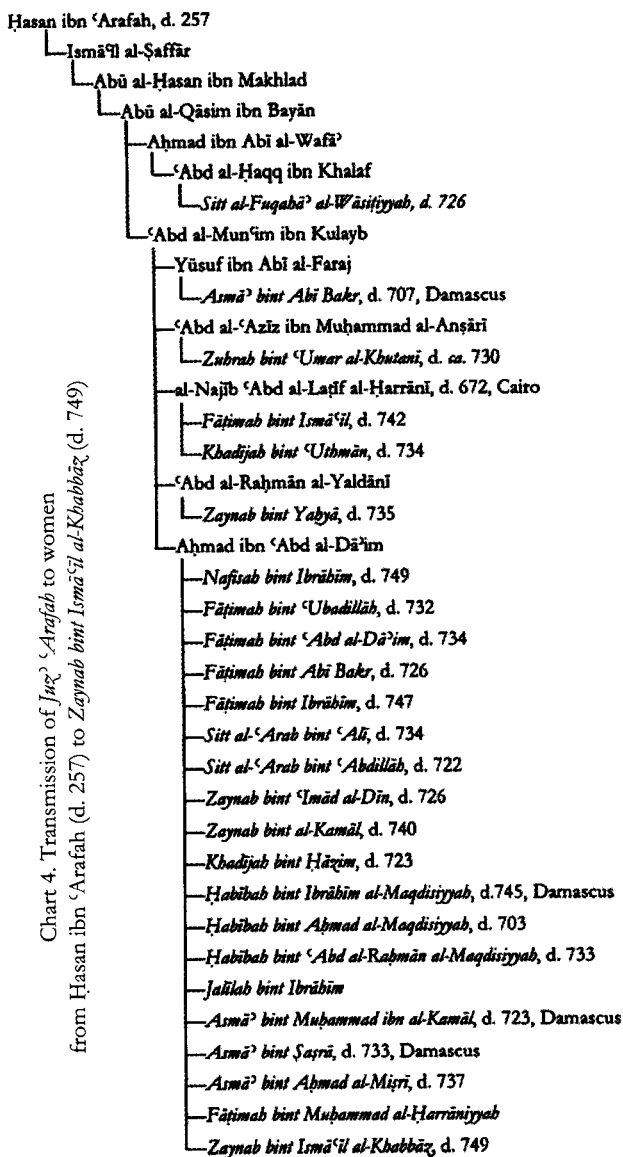 Ḥasan ibn ʿArafah, d. 257
Ismāʿīl al-Ṣaffār
Abū al-Ḥasan ibn Makhlad
Abū al-Qāsim ibn Bayān
Aḥmad ibn Abī al-Wafāʾ
ʿAbd al-Ḥaqq ibn Khalaf
Sitt al-Fuqahāʾ al-Wāsiṭiyyah, d. 726
ʿAbd al-Munʿim ibn Kulayb
Yūsuf ibn Abī al-Faraj
Asmāʾ bint Abī Bakr, d. 707, Damascus
ʿAbd al-ʿAzīz ibn Muḥammad al-Anṣārī
Zuhrah bint ʿUmar al-Khutanī, d. ca. 730
al-Najīb ʿAbd al-Laṭīf al-Ḥarrānī, d. 672, Cairo
Fāṭimah bint Ismāʿīl, d. 742
Khadījah bint ʿUthmān, d. 734
ʿAbd al-Raḥmān al-Yaldānī
Zaynab bint Yaḥyā, d. 735
Aḥmad ibn ʿAbd al-Dāʾim
Nafīsah bint Ibrāhīm, d. 749
Fāṭimah bint ʿUbadillāh, d. 732
Fāṭimah bint ʿAbd al-Dāʾim, d. 734
Fāṭimah bint Abī Bakr, d. 726
Fāṭimah bint Ibrāhīm, d. 747
Sitt al-ʿArab bint ʿAlī, d. 734
Sitt al-ʿArab bint ʿAbdillāh, d. 722
Zaynab bint ʿImād al-Dīn, d. 726
Zaynab bint al-Kamāl, d. 740
Khadījah bint Ḥāzim, d. 723
Ḥabībah bint Ibrāhīm al-Maqdisiyyah, d.745, Damascus
Ḥabībah bint Aḥmad al-Maqdisiyyah, d. 703
Ḥabībah bint ʿAbd al-Raḥmān al-Maqdisiyyah, d. 733
Jalīlah bint Ibrāhīm
Asmāʾ bint Muḥammad ibn al-Kamāl, d. 723, Damascus
Asmāʾ bint Ṣaṣrā, d. 733, Damascus
Asmāʾ bint Aḥmad al-Miṣrī, d. 737
Fāṭimah bint Muḥammad al-Ḥarrāniyyah
Zaynab bint Ismāʿīl al-Khabbāz, d. 749
Chart 4. Transmission of Juzʾ ʿArafah to women
from Ḥasan ibn ʿArafah (d. 257) to Zaynab bint Ismāʿīl al-Khabbāz (d. 749)